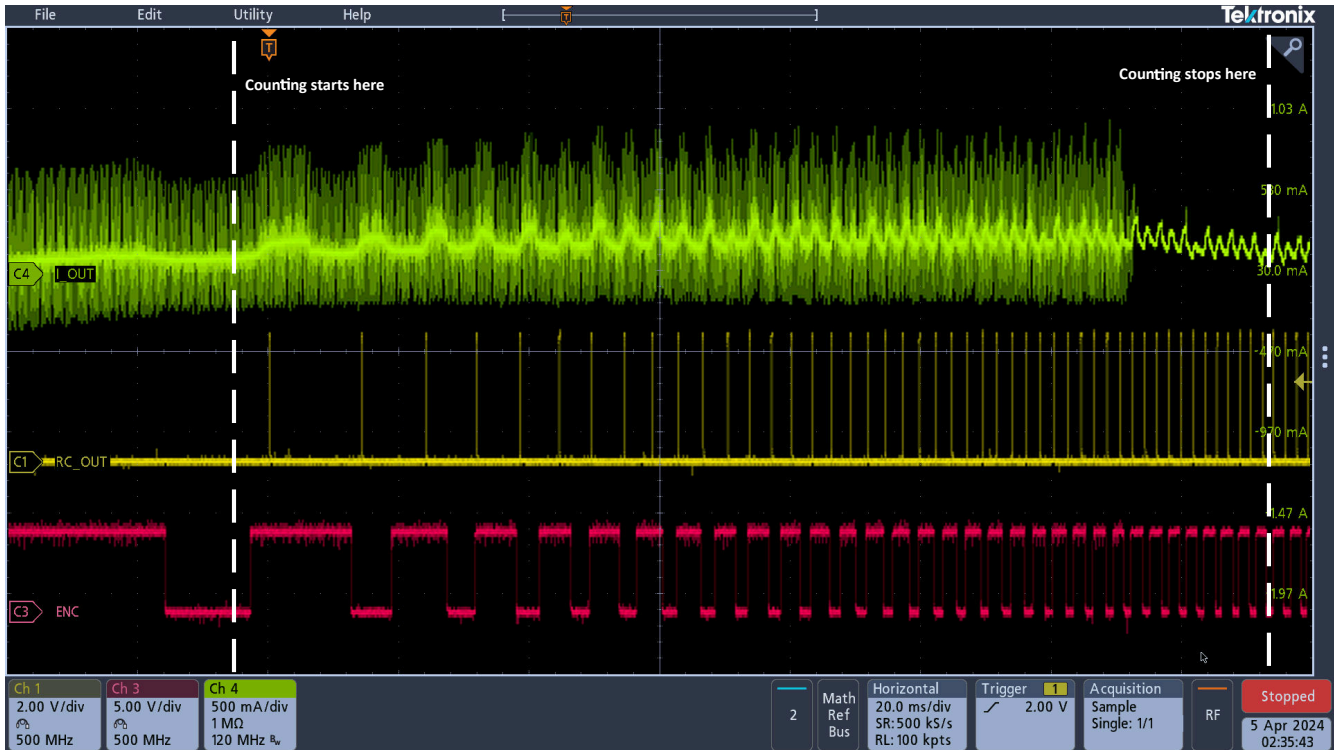 File Edit Utility Help [ T ] Tektronix
T
Counting starts here
Counting stops here
1.03 A
530 mA
C4 I_OUT
30.0 mA
-470 mA
-970 mA
C1 RC_OUT
-1.47 A
-1.97 A
C3 ENC
Ch 1
2.00 V/div
500 MHz
Ch 3
5.00 V/div
500 MHz
Ch 4
500 mA/div
1 MΩ
120 MHz Bw
2
Math
Ref
Bus
Horizontal
20.0 ms/div
SR: 500 kS/s
RL: 100 kpts
Trigger 1
2.00 V
Acquisition
Sample
Single: 1/1
RF
Stopped
5 Apr 2024
02:35:43